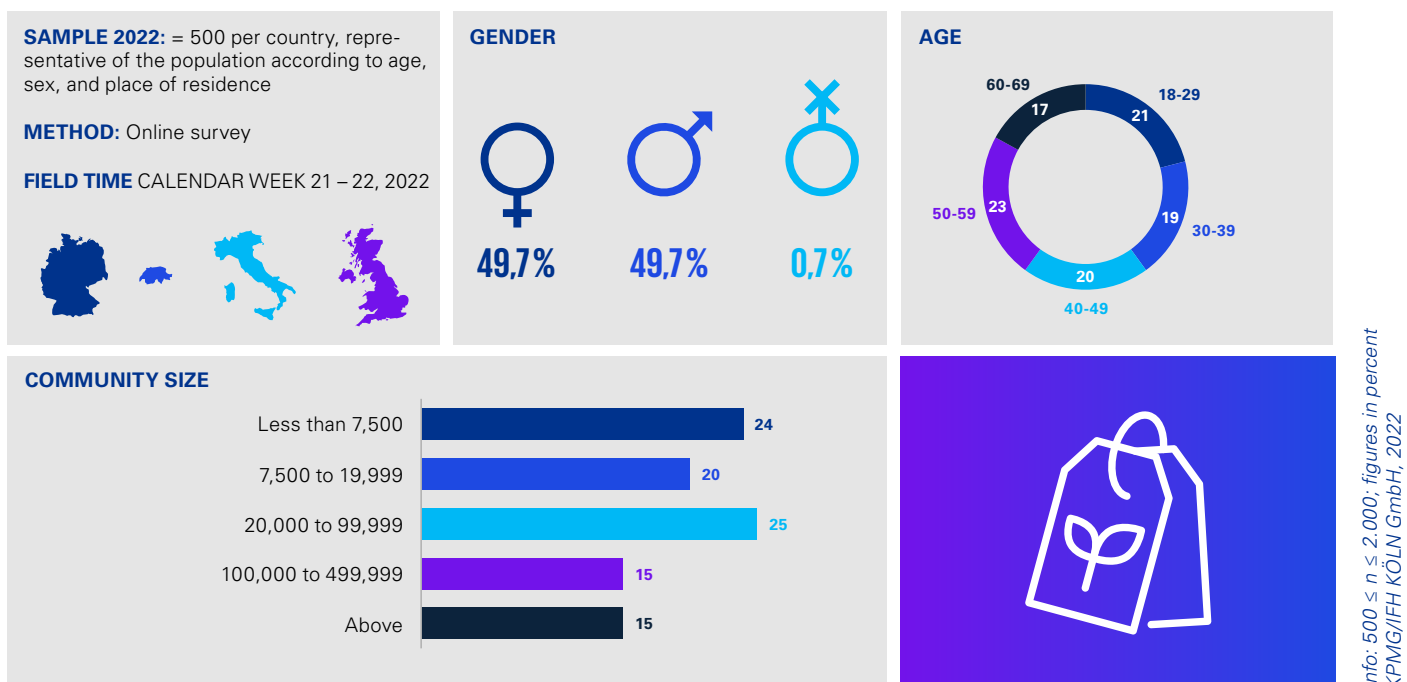 SAMPLE 2022: = 500 per country, repre-
sentative of the population according to age,
sex, and place of residence
METHOD: Online survey
FIELD TIME CALENDAR WEEK 21 – 22, 2022
GENDER
49,7%
49,7%
0,7%
AGE
60-69
17
18-29
21
50-59
23
30-39
19
20
40-49
COMMUNITY SIZE
Less than 7,500
24
7,500 to 19,999
20
20,000 to 99,999
25
100,000 to 499,999
15
Above
15
nfo: 500 ≤ n ≤ 2.000; figures in percent
KPMG/IFH KÖLN GmbH, 2022